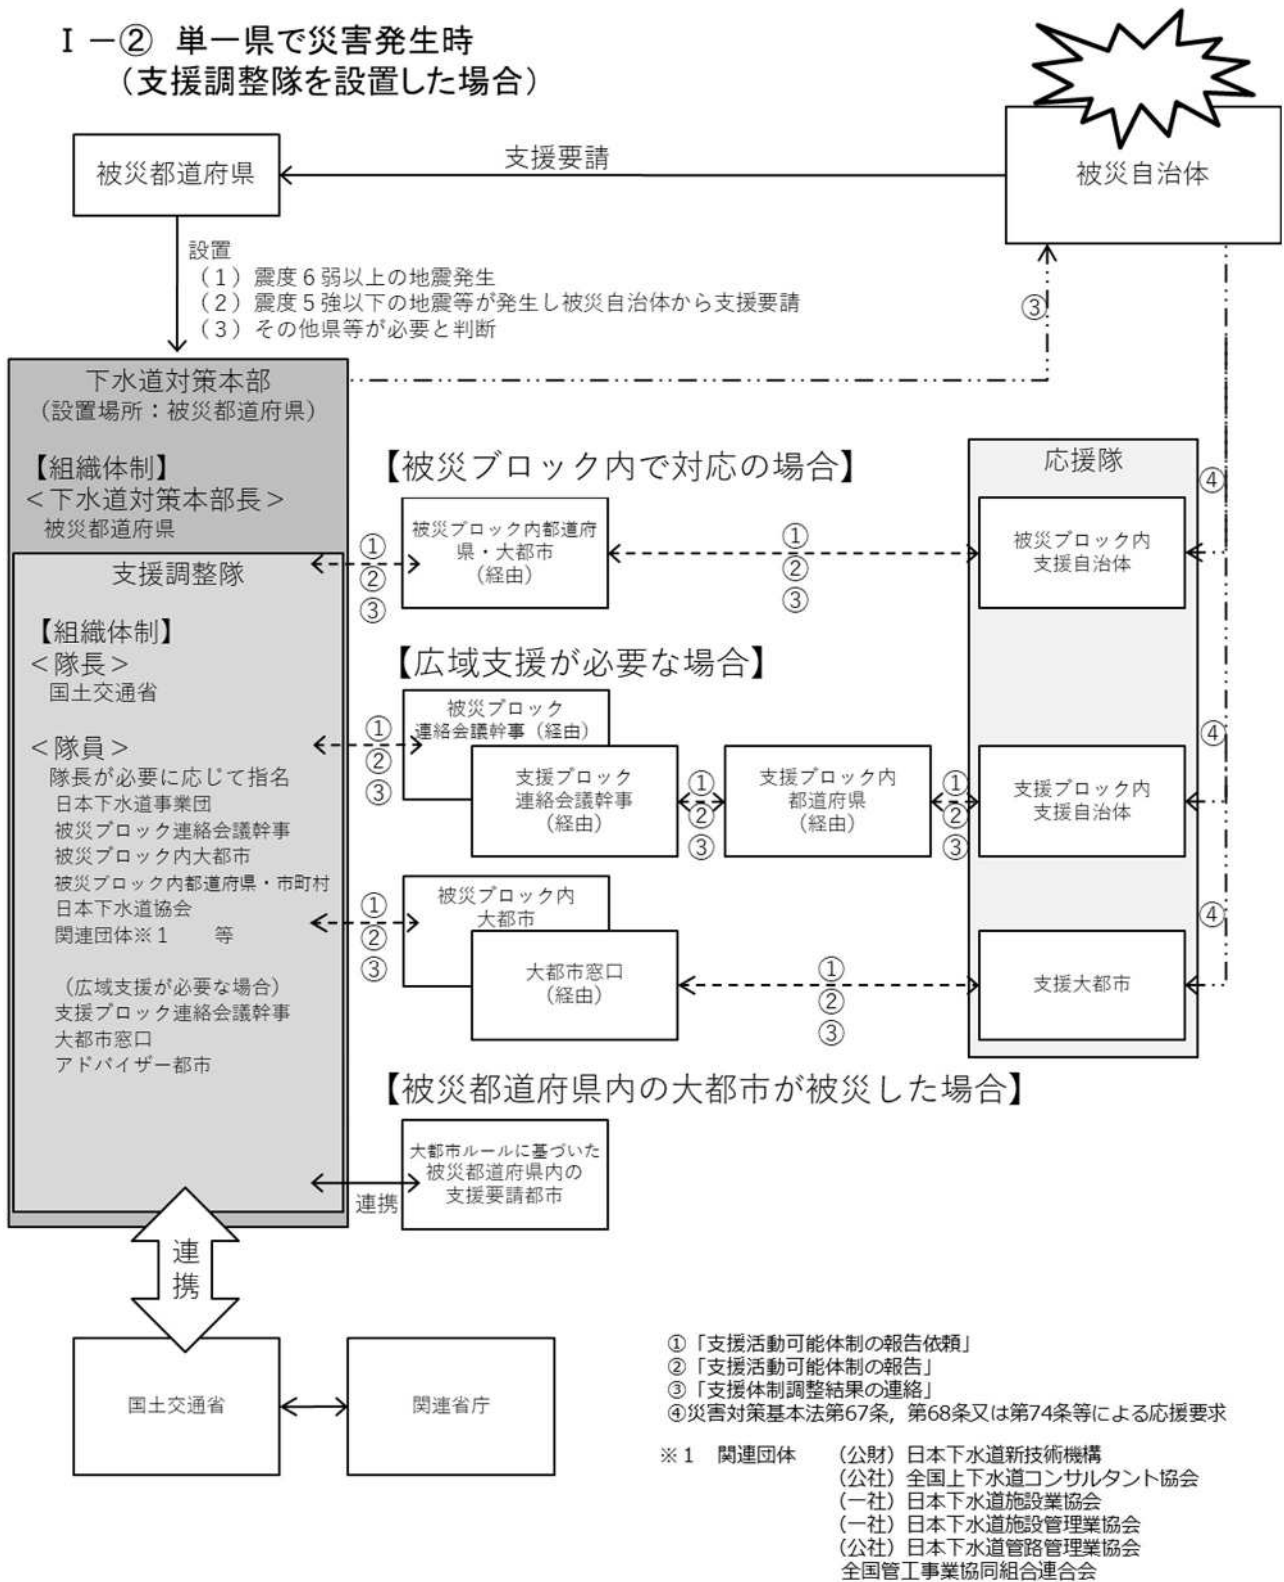 Ⅰ－② 単一県で災害発生時
（支援調整隊を設置した場合）
被災都道府県
支援要請
被災自治体
設置
（１）震度６弱以上の地震発生
（２）震度５強以下の地震等が発生し被災自治体から支援要請
（３）その他県等が必要と判断
③
下水道対策本部
（設置場所：被災都道府県）
【組織体制】
＜下水道対策本部長＞
被災都道府県
支援調整隊
【組織体制】
＜隊長＞
国土交通省
＜隊員＞
隊長が必要に応じて指名
日本下水道事業団
被災ブロック連絡会議幹事
被災ブロック内大都市
被災ブロック内都道府県・市町村
日本下水道協会
関連団体※１ 等
（広域支援が必要な場合）
支援ブロック連絡会議幹事
大都市窓口
アドバイザー都市
【被災ブロック内で対応の場合】
①
②
③
被災ブロック内都道府
県・大都市
（経由）
①
②
③
応援隊
④
被災ブロック内
支援自治体
【広域支援が必要な場合】
①
②
③
被災ブロック
連絡会議幹事（経由）
支援ブロック
連絡会議幹事
（経由）
①
②
③
支援ブロック内
都道府県
（経由）
①
②
③
支援ブロック内
支援自治体
④
①
②
③
被災ブロック内
大都市
大都市窓口
（経由）
①
②
③
支援大都市
④
【被災都道府県内の大都市が被災した場合】
連携
大都市ルールに基づいた
被災都道府県内の
支援要請都市
連
携
国土交通省
関連省庁
①「支援活動可能体制の報告依頼」
②「支援活動可能体制の報告」
③「支援体制調整結果の連絡」
④災害対策基本法第67条，第68条又は第74条等による応援要求
※１ 関連団体 （公財）日本下水道新技術機構
（公社）全国上下水道コンサルタント協会
（一社）日本下水道施設業協会
（一社）日本下水道施設管理業協会
（公社）日本下水道管路管理業協会
全国管工事業協同組合連合会